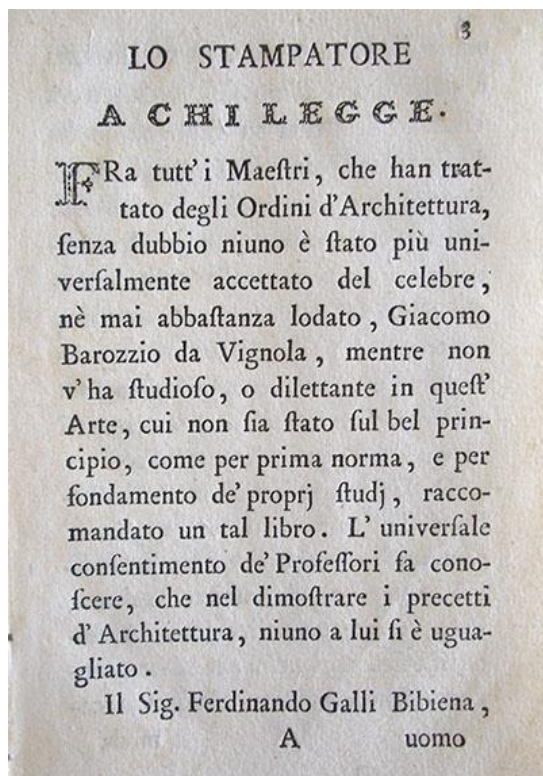 3
LO STAMPATORE
A CHI LEGGE.
FRa tutt' i Maeſtri, che han trat-
tato degli Ordini d'Architettura,
ſenza dubbio niuno è ſtato più uni-
verſalmente accettato del celebre,
nè mai abbaſtanza lodato, Giacomo
Barozzio da Vignola, mentre non
v' ha ſtudioſo, o dilettante in queſt'
Arte, cui non ſia ſtato ſul bel prin-
cipio, come per prima norma, e per
fondamento de' proprj ſtudj, racco-
mandato un tal libro. L' univerſale
conſentimento de' Profeſſori fa cono-
ſcere, che nel dimoſtrare i precetti
d' Architettura, niuno a lui ſi è ugua-
gliato.
Il Sig. Ferdinando Galli Bibiena,
A uomo